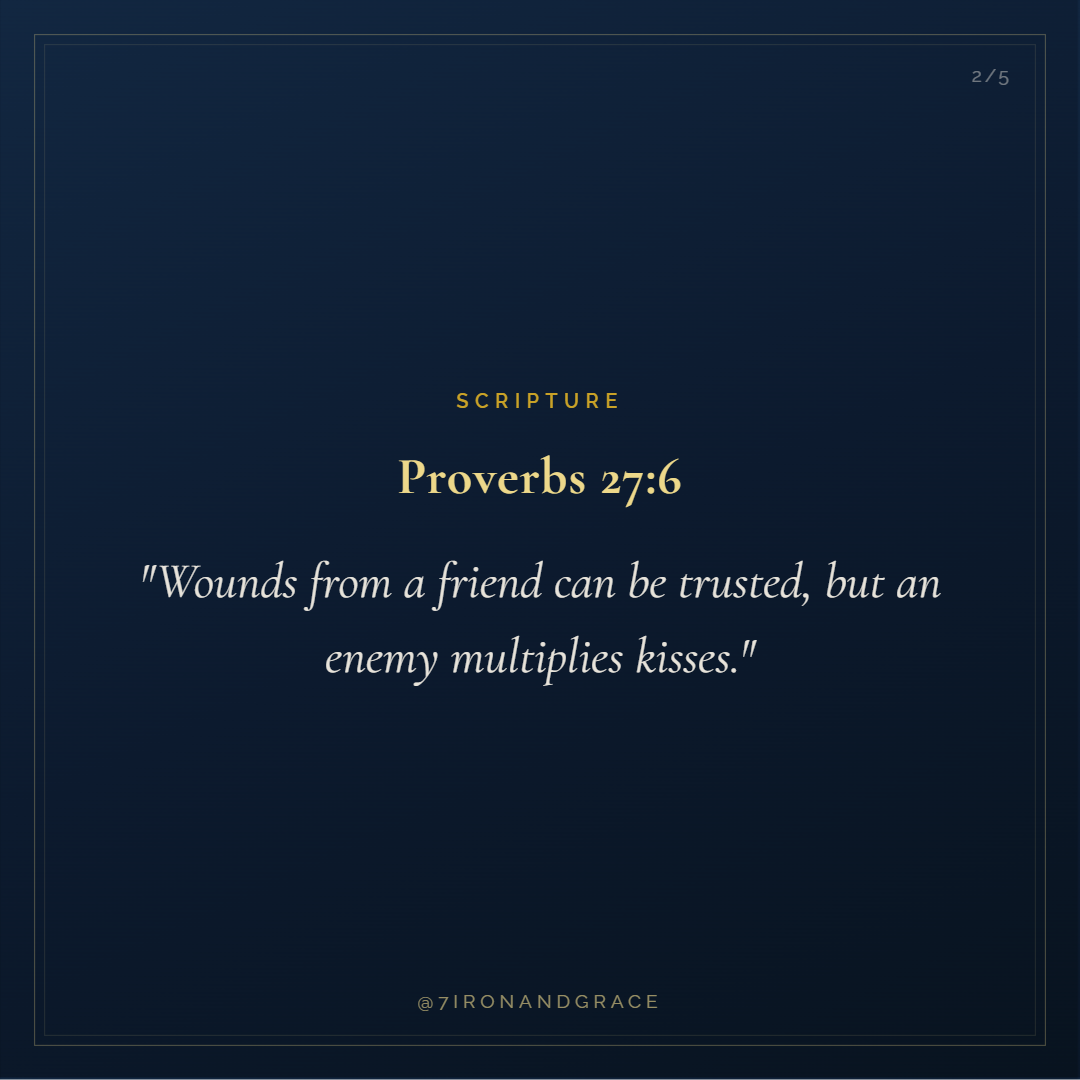 2/5
SCRIPTURE
Proverbs 27:6
"Wounds from a friend can be trusted, but an
enemy multiplies kisses."
@7IRONANDGRACE